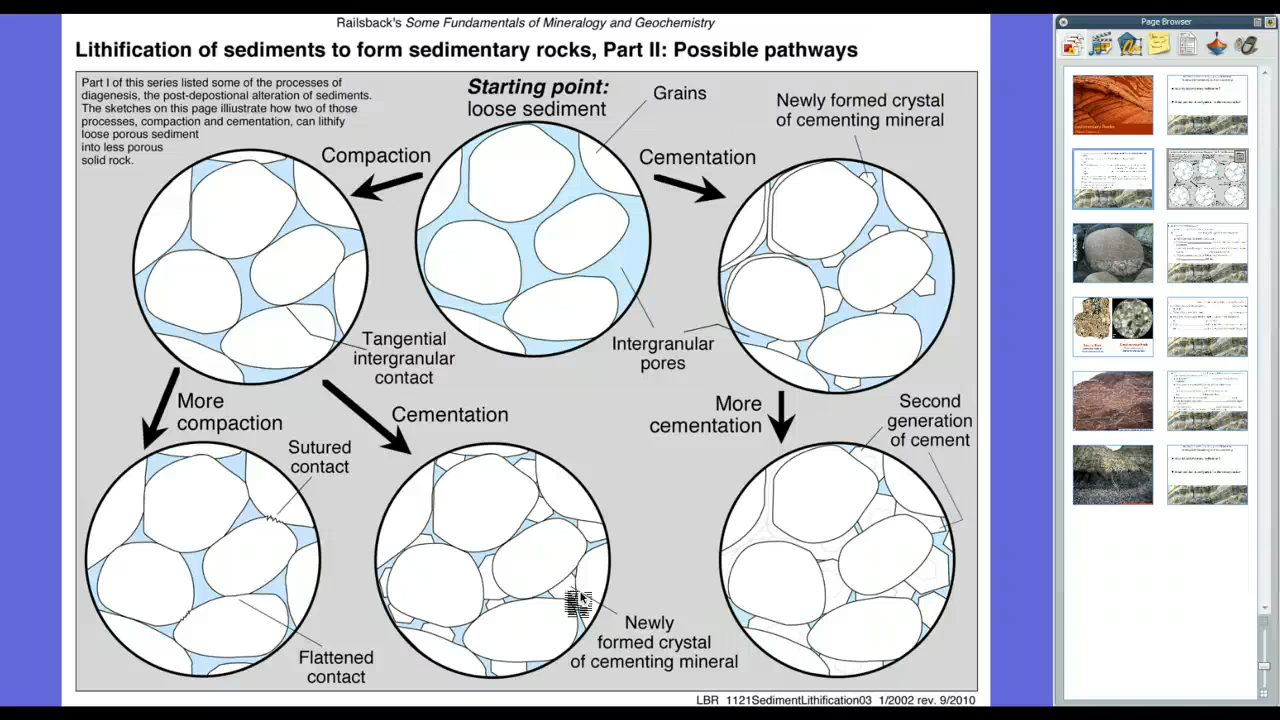 Railsback's Some Fundamentals of Mineralogy and Geochemistry
Lithification of sediments to form sedimentary rocks, Part II: Possible pathways
Part I of this series listed some of the processes of
diagenesis, the post-depostional alteration of sediments.
The sketches on this page illustrate how two of those
processes, compaction and cementation, can lithify
loose porous sediment
into less porous
solid rock.
Starting point:
loose sediment
Grains
Newly formed crystal
of cementing mineral
Compaction
Cementation
Tangential
intergranular
contact
Intergranular
pores
More
compaction
Cementation
More
cementation
Second
generation
of cement
Sutured
contact
Flattened
contact
Newly
formed crystal
of cementing mineral
LBR 1121SedimentLithification03 1/2002 rev. 9/2010
Page Browser
Sedimentary Rocks